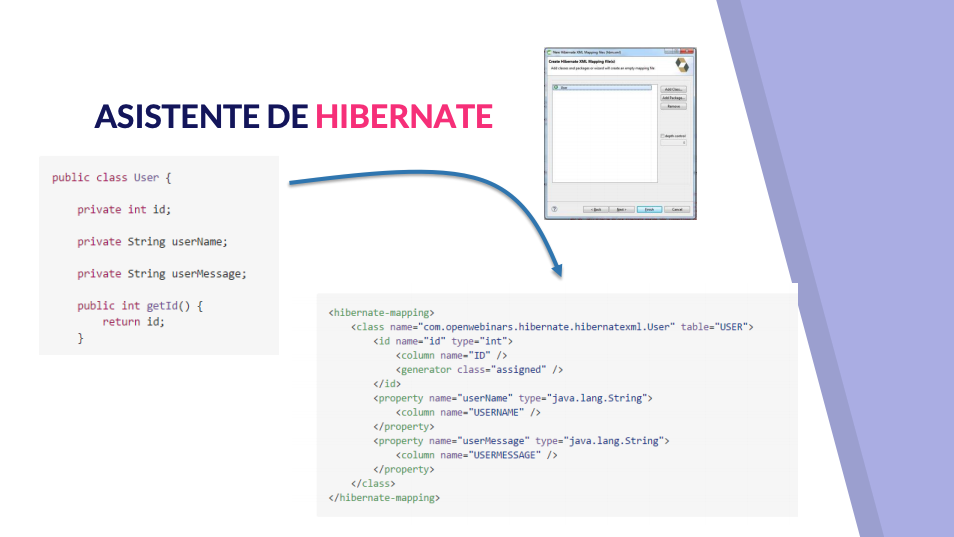 ASISTENTE DE HIBERNATE
New Hibernate XML Mapping files
Create Hibernate XML Mapping file(s)
Add classes and packages or wizard will create an empty mapping file.
User
Add Class...
Add Package...
Remove
depth control
< Back
Next >
Finish
Cancel
public class User {
private int id;
private String userName;
private String userMessage;
public int getId() {
return id;
}
<hibernate-mapping>
<class name="com.openwebinars.hibernate.hibernatexml.User" table="USER">
<id name="id" type="int">
<column name="ID" />
<generator class="assigned" />
</id>
<property name="userName" type="java.lang.String">
<column name="USERNAME" />
</property>
<property name="userMessage" type="java.lang.String">
<column name="USERMESSAGE" />
</property>
</class>
</hibernate-mapping>